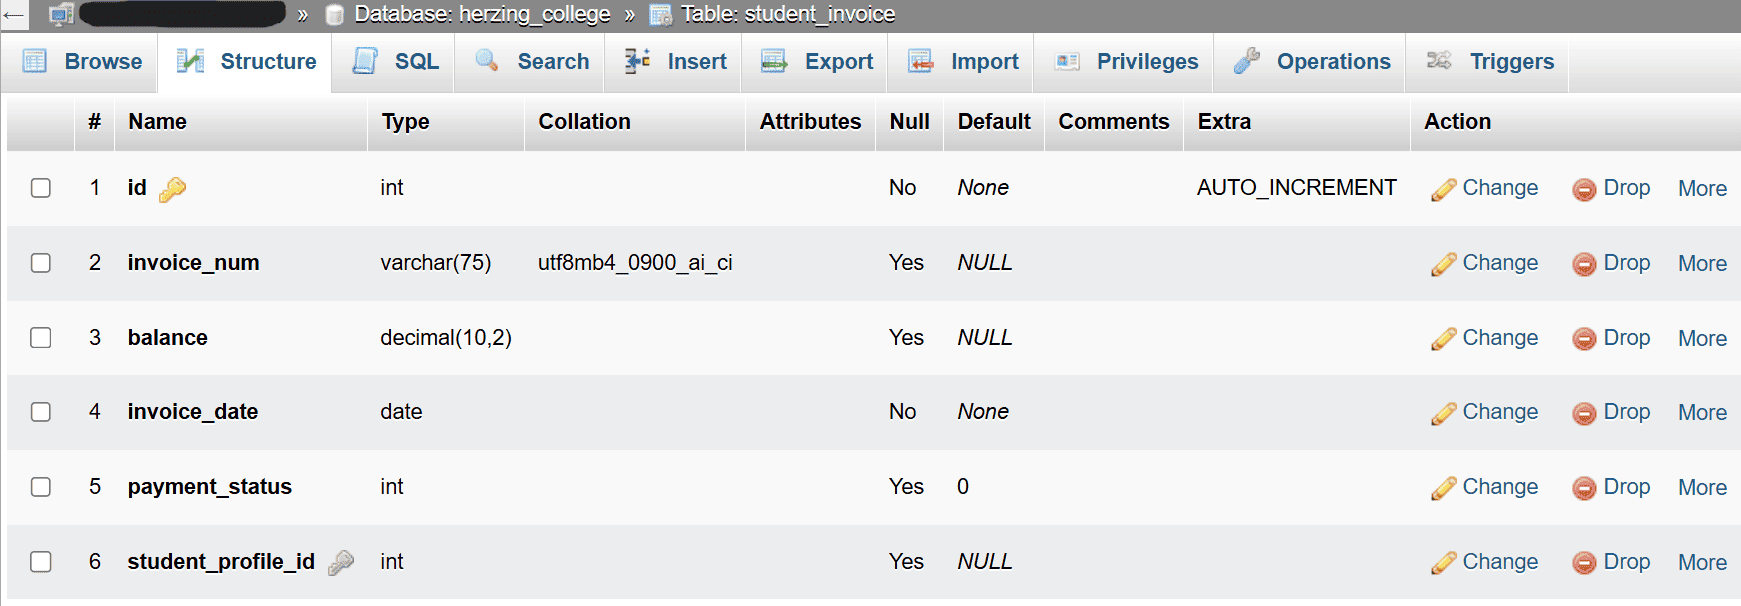 ← » Database: herzing_college » Table: student_invoice
Browse Structure SQL Search Insert Export Import Privileges Operations Triggers
# Name Type Collation Attributes Null Default Comments Extra Action
1 id int No None AUTO_INCREMENT Change Drop More
2 invoice_num varchar(75) utf8mb4_0900_ai_ci Yes NULL Change Drop More
3 balance decimal(10,2) Yes NULL Change Drop More
4 invoice_date date No None Change Drop More
5 payment_status int Yes 0 Change Drop More
6 student_profile_id int Yes NULL Change Drop More